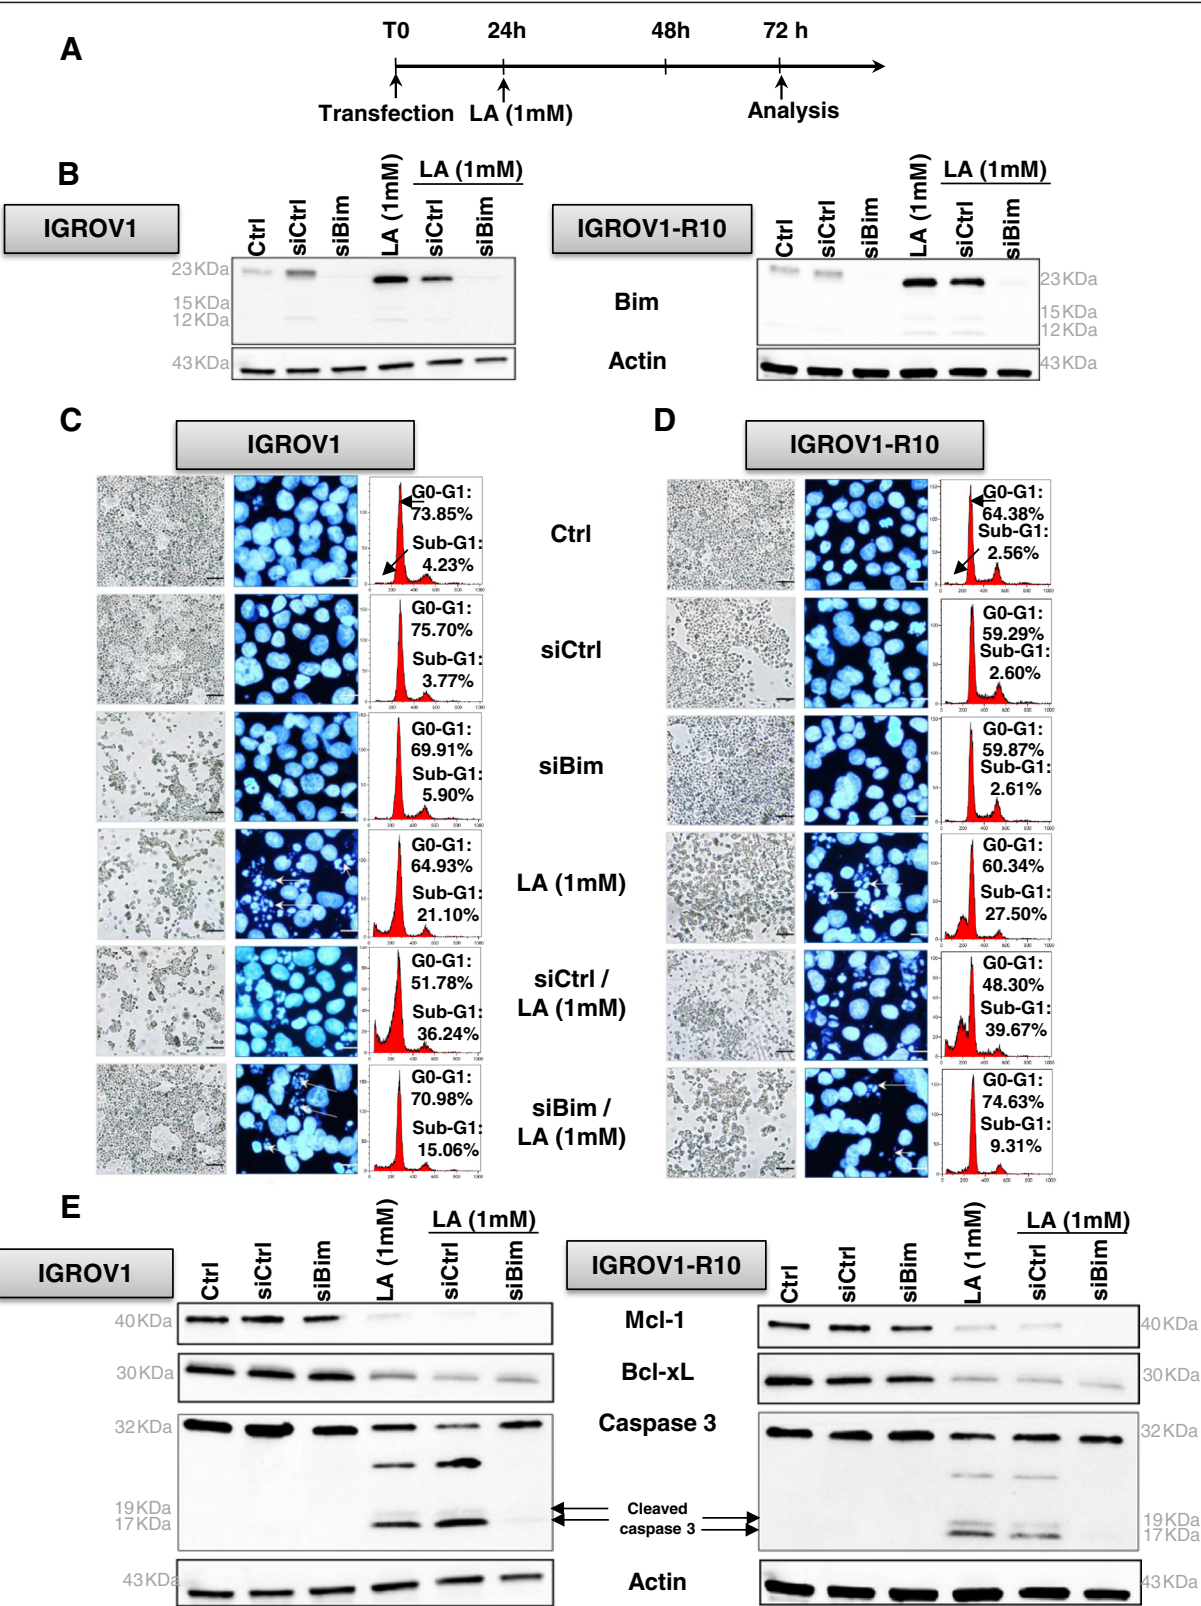 A
T0 24h 48h 72 h
Transfection LA (1mM) Analysis
B
IGROV1
Ctrl siCtrl siBim LA (1mM) LA (1mM) siCtrl siBim
23KDa
15KDa
12KDa
43KDa
Bim
Actin
IGROV1-R10
Ctrl siCtrl siBim LA (1mM) LA (1mM) siCtrl siBim
23KDa
15KDa
12KDa
43KDa
C
IGROV1
D
IGROV1-R10
G0-G1:
73.85%
Sub-G1:
4.23%
Ctrl
G0-G1:
64.38%
Sub-G1:
2.56%
G0-G1:
75.70%
Sub-G1:
3.77%
siCtrl
G0-G1:
59.29%
Sub-G1:
2.60%
G0-G1:
69.91%
Sub-G1:
5.90%
siBim
G0-G1:
59.87%
Sub-G1:
2.61%
G0-G1:
64.93%
Sub-G1:
21.10%
LA (1mM)
G0-G1:
60.34%
Sub-G1:
27.50%
G0-G1:
51.78%
Sub-G1:
36.24%
siCtrl /
LA (1mM)
G0-G1:
48.30%
Sub-G1:
39.67%
G0-G1:
70.98%
Sub-G1:
15.06%
siBim /
LA (1mM)
G0-G1:
74.63%
Sub-G1:
9.31%
E
IGROV1
Ctrl siCtrl siBim LA (1mM) LA (1mM) siCtrl siBim
40KDa
30KDa
32KDa
19KDa
17KDa
43KDa
Mcl-1
Bcl-xL
Caspase 3
Cleaved
caspase 3
Actin
IGROV1-R10
Ctrl siCtrl siBim LA (1mM) LA (1mM) siCtrl siBim
40KDa
30KDa
32KDa
19KDa
17KDa
43KDa